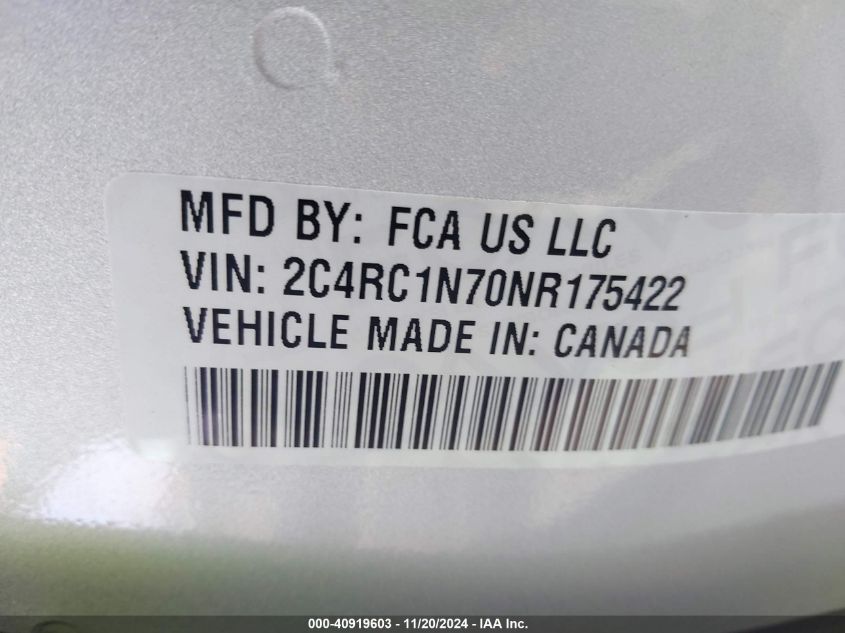 MFD BY: FCA US LLC
VIN: 2C4RC1N70NR175422
VEHICLE MADE IN: CANADA
000-40919603 - 11/20/2024 - IAA Inc.